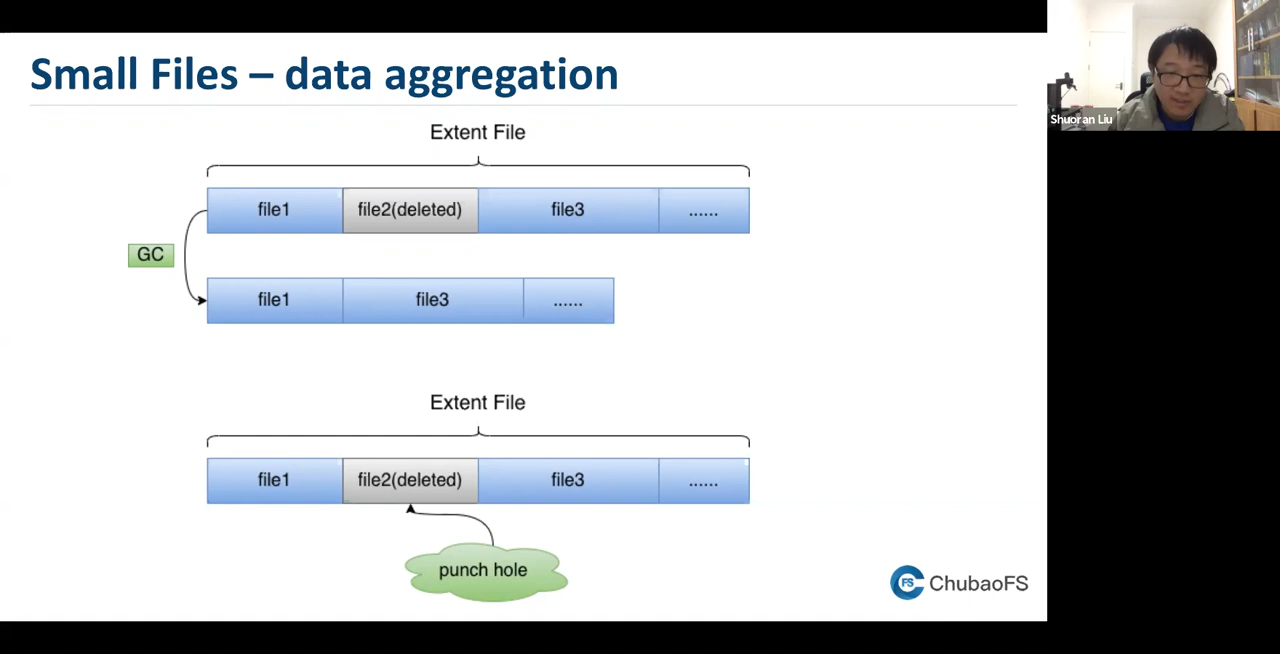 Small Files – data aggregation
Extent File
file1
file2(deleted)
file3
......
GC
file1
file3
......
Extent File
file1
file2(deleted)
file3
......
punch hole
FS
ChubaoFS
Shuoran Liu